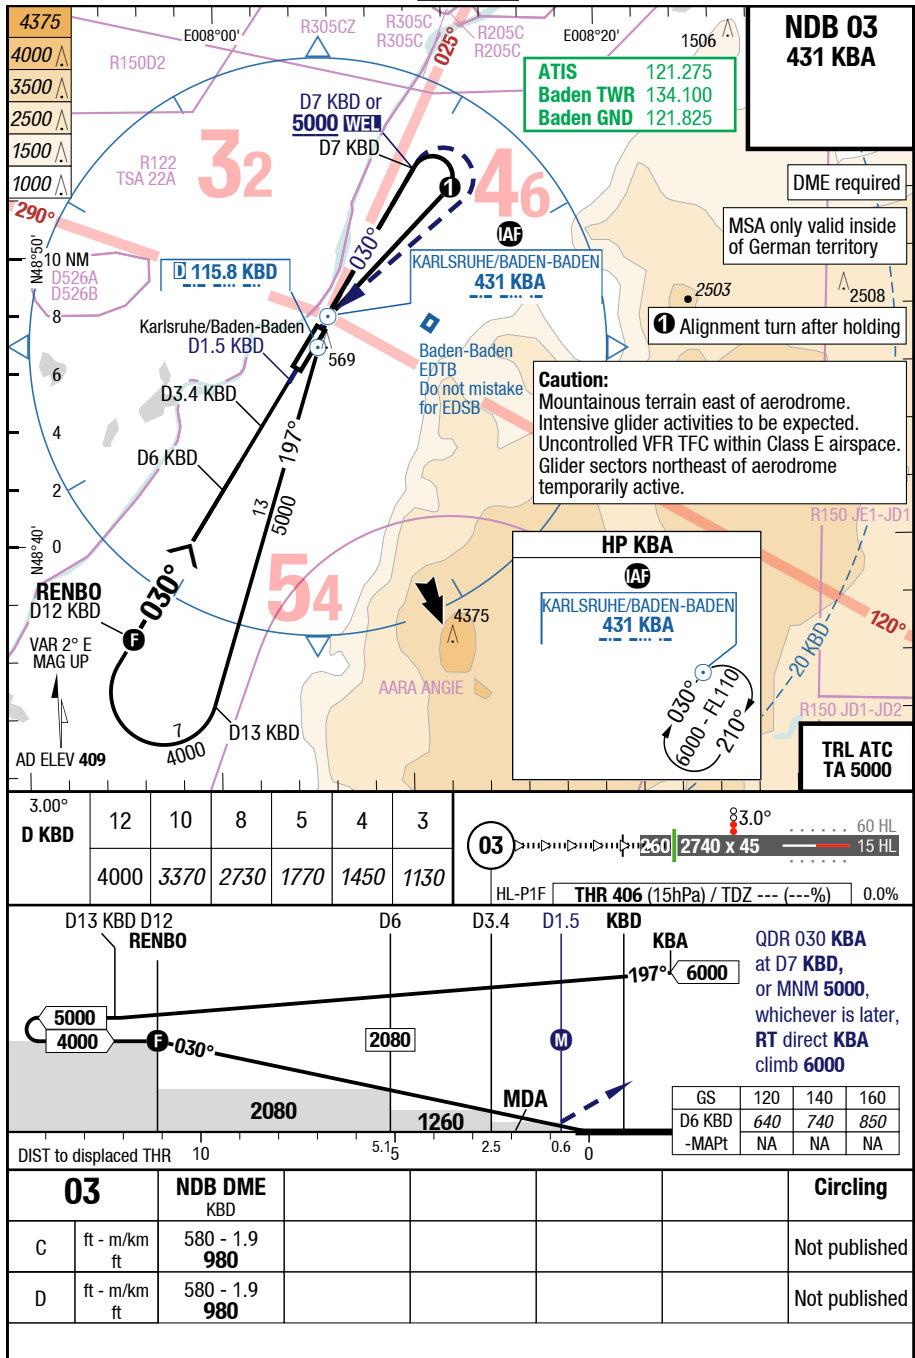 4375
4000
3500
2500
1500
1000
290°
10 NM
8
6
4
2
0
N48°50'
N48°40'
E008°00'
E008°20'
R305CZ
R305C
R305C
R205C
R205C
R150D2
R122
TSA 22A
D526A
D526B
32
46
54
025°
1506
NDB 03
431 KBA
ATIS 121.275
Baden TWR 134.100
Baden GND 121.825
D7 KBD or
5000 WEL
D7 KBD
1
030°
IAF
KARLSRUHE/BADEN-BADEN
431 KBA
D 115.8 KBD
DME required
MSA only valid inside
of German territory
2503
2508
1 Alignment turn after holding
Karlsruhe/Baden-Baden
D1.5 KBD
569
Baden-Baden
EDTB
Do not mistake
for EDSB
Caution:
Mountainous terrain east of aerodrome.
Intensive glider activities to be expected.
Uncontrolled VFR TFC within Class E airspace.
Glider sectors northeast of aerodrome
temporarily active.
D3.4 KBD
D6 KBD
197°
13
5000
R150 JE1-JD1
HP KBA
IAF
KARLSRUHE/BADEN-BADEN
431 KBA
030°
6000 - FL110
210°
120°
20 KBD
R150 JD1-JD2
RENBO
D12 KBD
F
030°
VAR 2° E
MAG UP
AD ELEV 409
7
4000
D13 KBD
4375
AARA ANGIE
TRL ATC
TA 5000
3.00°
D KBD
12 10 8 5 4 3
4000 3370 2730 1770 1450 1130
03
260 2740 x 45
3.0°
60 HL
15 HL
HL-P1F
THR 406 (15hPa) / TDZ --- (---%)
0.0%
D13 KBD D12
RENBO
D6
D3.4
D1.5
KBD
KBA
197° 6000
5000
4000
F
030°
2080
M
2080
1260
MDA
DIST to displaced THR
10
5.1
5
2.5
0.6
0
QDR 030 KBA
at D7 KBD,
or MNM 5000,
whichever is later,
RT direct KBA
climb 6000
GS 120 140 160
D6 KBD 640 740 850
-MAPt NA NA NA
03 NDB DME Circling
KBD
C ft - m/km 580 - 1.9 Not published
ft 980
D ft - m/km 580 - 1.9 Not published
ft 980